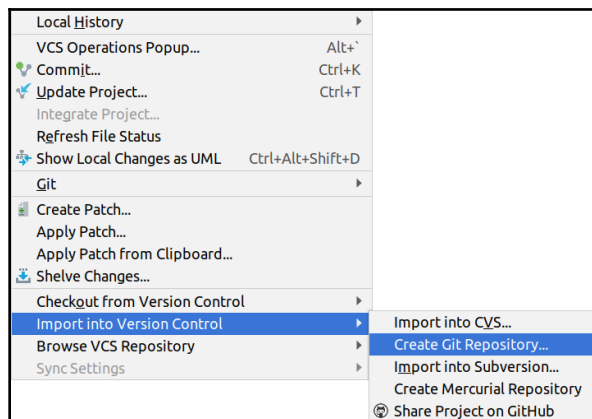 Local History
VCS Operations Popup... Alt+`
Commit... Ctrl+K
Update Project... Ctrl+T
Integrate Project...
Refresh File Status
Show Local Changes as UML Ctrl+Alt+Shift+D
Git
Create Patch...
Apply Patch...
Apply Patch from Clipboard...
Shelve Changes...
Checkout from Version Control
Import into Version Control
Browse VCS Repository
Sync Settings
Import into CVS...
Create Git Repository...
Import into Subversion...
Create Mercurial Repository
Share Project on GitHub